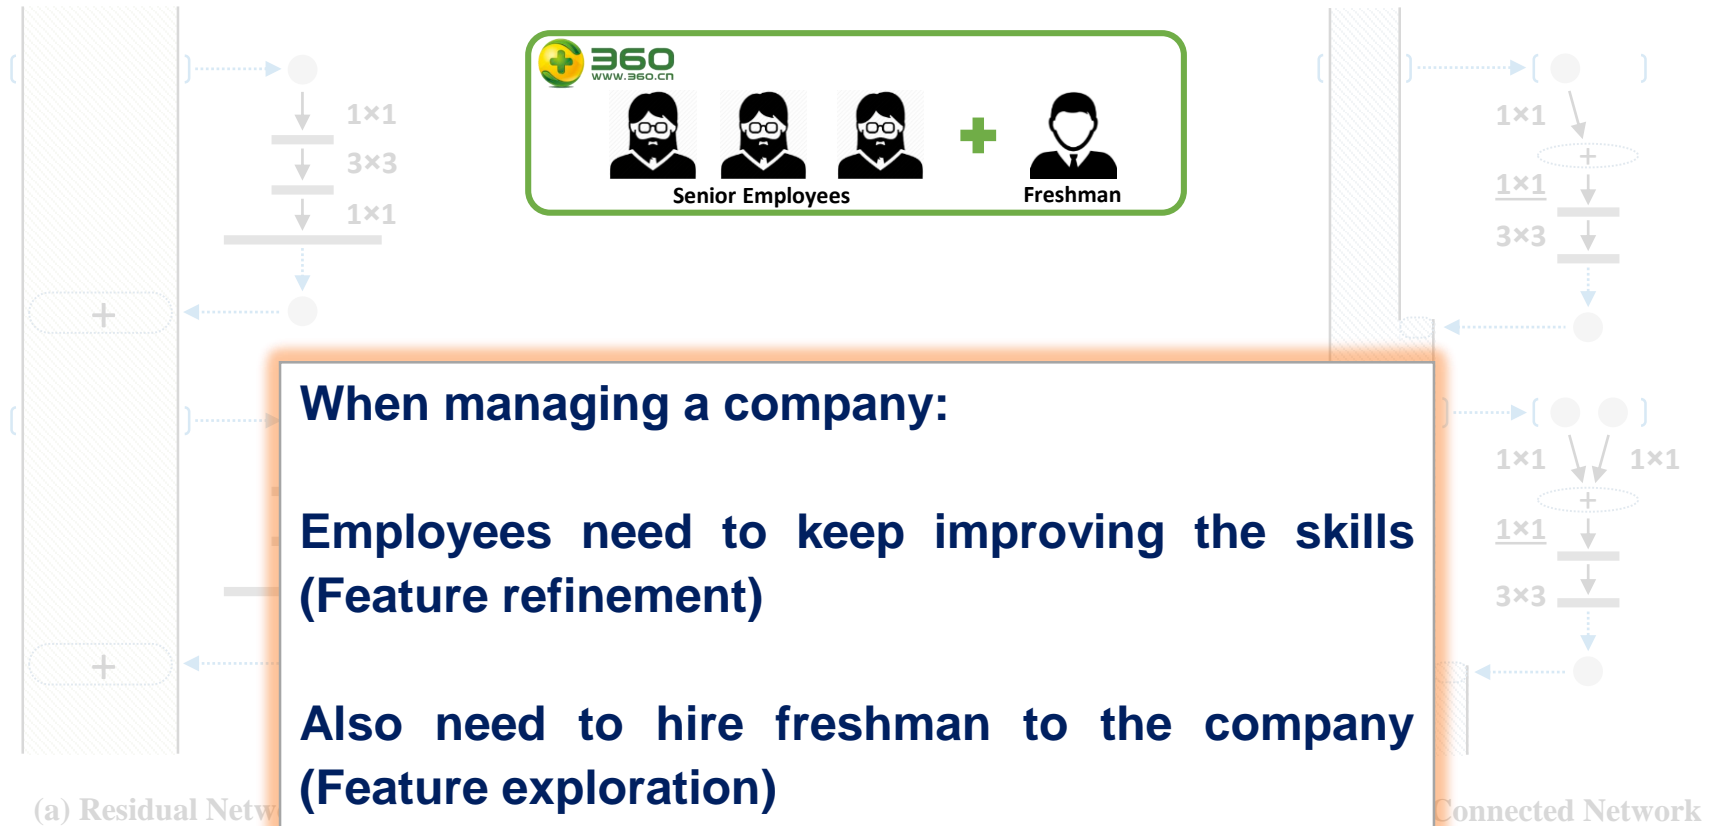 360
www.360.cn
Senior Employees
Freshman
1×1
3×3
1×1
+
+
1×1
+
1×1
3×3
1×1
1×1
+
1×1
3×3
When managing a company:
Employees need to keep improving the skills
(Feature refinement)
Also need to hire freshman to the company
(Feature exploration)
(a) Residual
Connected Network